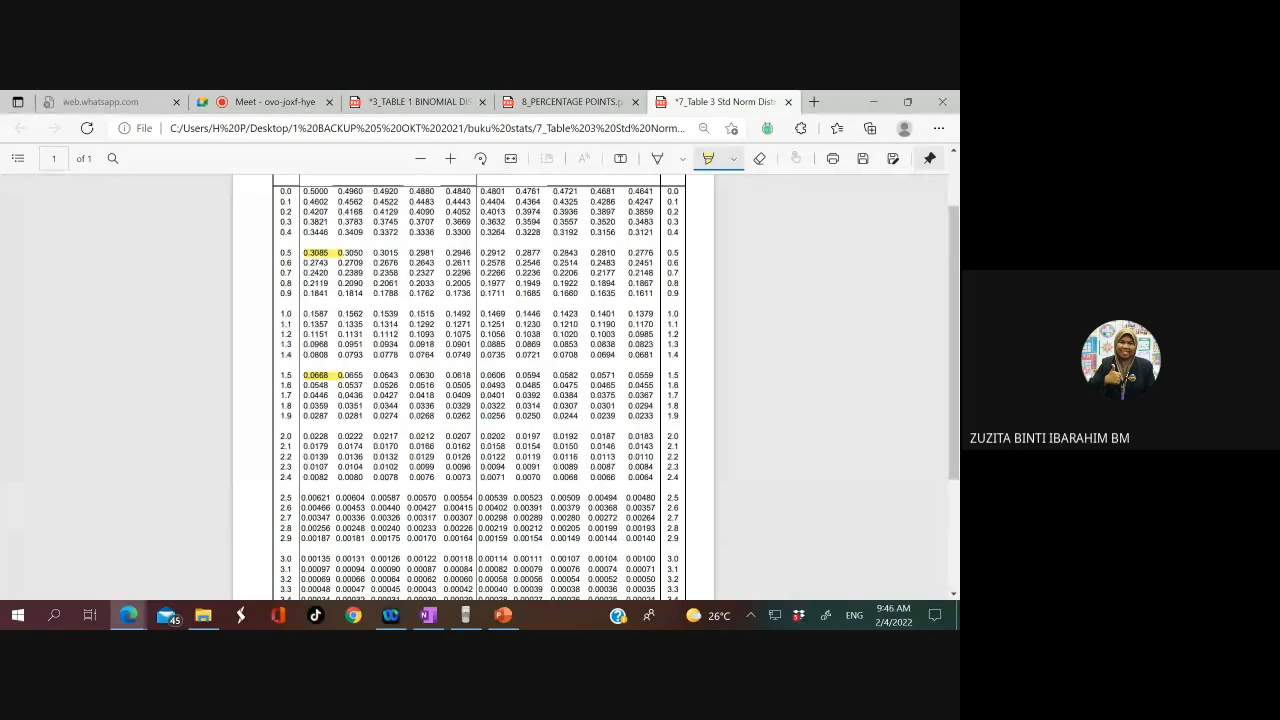 web.whatsapp.com
Meet - ovo-joxf-hye
*3_TABLE 1 BINOMIAL DIS
8_PERCENTAGE POINTS.p
*7_Table 3 Std Norm Distr
File
C:/Users/H%20P/Desktop/1%20BACKUP%205%20OKT%202021/buku%20stats/7_Table%203%20Std%20Norm...
1 of 1
0.0 0.5000 0.4960 0.4920 0.4880 0.4840 0.4801 0.4761 0.4721 0.4681 0.4641 0.0
0.1 0.4602 0.4562 0.4522 0.4483 0.4443 0.4404 0.4364 0.4325 0.4286 0.4247 0.1
0.2 0.4207 0.4168 0.4129 0.4090 0.4052 0.4013 0.3974 0.3936 0.3897 0.3859 0.2
0.3 0.3821 0.3783 0.3745 0.3707 0.3669 0.3632 0.3594 0.3557 0.3520 0.3483 0.3
0.4 0.3446 0.3409 0.3372 0.3336 0.3300 0.3264 0.3228 0.3192 0.3156 0.3121 0.4
0.5 0.3085 0.3050 0.3015 0.2981 0.2946 0.2912 0.2877 0.2843 0.2810 0.2776 0.5
0.6 0.2743 0.2709 0.2676 0.2643 0.2611 0.2578 0.2546 0.2514 0.2483 0.2451 0.6
0.7 0.2420 0.2389 0.2358 0.2327 0.2296 0.2266 0.2236 0.2206 0.2177 0.2148 0.7
0.8 0.2119 0.2090 0.2061 0.2033 0.2005 0.1977 0.1949 0.1922 0.1894 0.1867 0.8
0.9 0.1841 0.1814 0.1788 0.1762 0.1736 0.1711 0.1685 0.1660 0.1635 0.1611 0.9
1.0 0.1587 0.1562 0.1539 0.1515 0.1492 0.1469 0.1446 0.1423 0.1401 0.1379 1.0
1.1 0.1357 0.1335 0.1314 0.1292 0.1271 0.1251 0.1230 0.1210 0.1190 0.1170 1.1
1.2 0.1151 0.1131 0.1112 0.1093 0.1075 0.1056 0.1038 0.1020 0.1003 0.0985 1.2
1.3 0.0968 0.0951 0.0934 0.0918 0.0901 0.0885 0.0869 0.0853 0.0838 0.0823 1.3
1.4 0.0808 0.0793 0.0778 0.0764 0.0749 0.0735 0.0721 0.0708 0.0694 0.0681 1.4
1.5 0.0668 0.0655 0.0643 0.0630 0.0618 0.0606 0.0594 0.0582 0.0571 0.0559 1.5
1.6 0.0548 0.0537 0.0526 0.0516 0.0505 0.0493 0.0485 0.0475 0.0465 0.0455 1.6
1.7 0.0446 0.0436 0.0427 0.0418 0.0409 0.0401 0.0392 0.0384 0.0375 0.0367 1.7
1.8 0.0359 0.0351 0.0344 0.0336 0.0329 0.0322 0.0314 0.0307 0.0301 0.0294 1.8
1.9 0.0287 0.0281 0.0274 0.0268 0.0262 0.0256 0.0250 0.0244 0.0239 0.0233 1.9
2.0 0.0228 0.0222 0.0217 0.0212 0.0207 0.0202 0.0197 0.0192 0.0187 0.0183 2.0
2.1 0.0179 0.0174 0.0170 0.0166 0.0162 0.0158 0.0154 0.0150 0.0146 0.0143 2.1
2.2 0.0139 0.0136 0.0132 0.0129 0.0126 0.0122 0.0119 0.0116 0.0113 0.0110 2.2
2.3 0.0107 0.0104 0.0102 0.0099 0.0096 0.0094 0.0091 0.0089 0.0087 0.0084 2.3
2.4 0.0082 0.0080 0.0078 0.0076 0.0073 0.0071 0.0070 0.0068 0.0066 0.0064 2.4
2.5 0.00621 0.00604 0.00587 0.00570 0.00554 0.00539 0.00523 0.00509 0.00494 0.00480 2.5
2.6 0.00466 0.00453 0.00440 0.00427 0.00415 0.00402 0.00391 0.00379 0.00368 0.00357 2.6
2.7 0.00347 0.00336 0.00326 0.00317 0.00307 0.00298 0.00289 0.00280 0.00272 0.00264 2.7
2.8 0.00256 0.00248 0.00240 0.00233 0.00226 0.00219 0.00212 0.00205 0.00199 0.00193 2.8
2.9 0.00187 0.00181 0.00175 0.00170 0.00164 0.00159 0.00154 0.00149 0.00144 0.00140 2.9
3.0 0.00135 0.00131 0.00126 0.00122 0.00118 0.00114 0.00111 0.00107 0.00104 0.00100 3.0
3.1 0.00097 0.00094 0.00090 0.00087 0.00084 0.00082 0.00079 0.00076 0.00074 0.00071 3.1
3.2 0.00069 0.00066 0.00064 0.00062 0.00060 0.00058 0.00056 0.00054 0.00052 0.00050 3.2
3.3 0.00048 0.00047 0.00045 0.00043 0.00042 0.00040 0.00039 0.00038 0.00036 0.00035 3.3
ZUZITA BINTI IBARAHIM BM
45
26°C
ENG
9:46 AM
2/4/2022